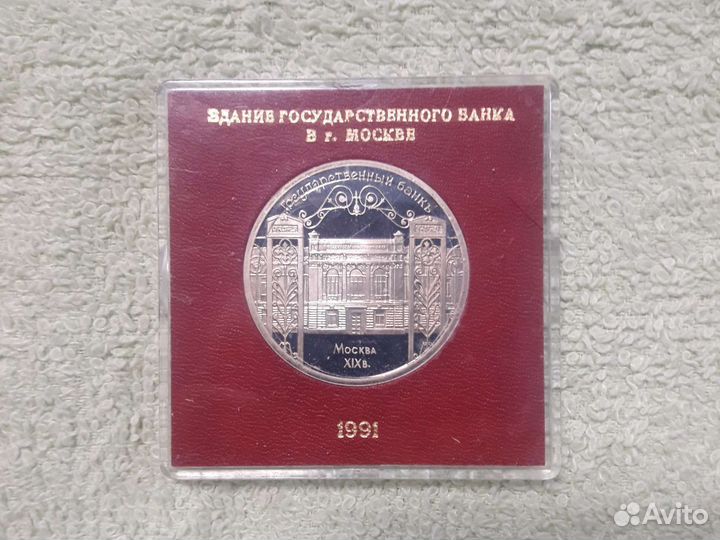 ЗДАНИЕ ГОСУДАРСТВЕННОГО БАНКА
В г. МОСКВЕ
Государственный банкъ
МОСКВА
XIXв.
1991
Avito